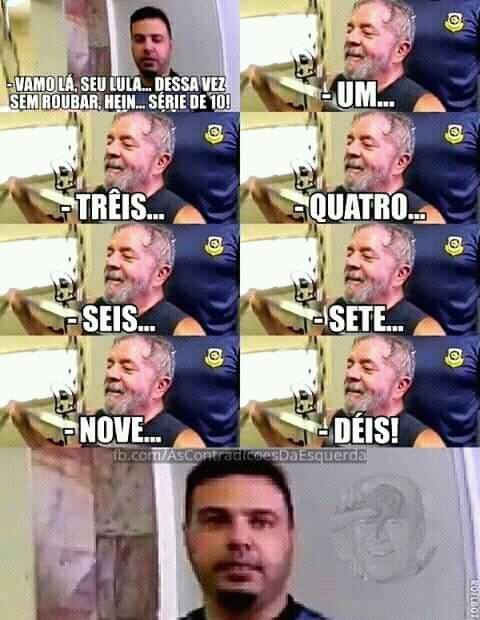 - VAMO LÁ, SEU LULA... DESSA VEZ
SEM ROUBAR, HEIN... SÉRIE DE 10!
- UM...
- TRÊIS...
- QUATRO...
- SEIS...
- SETE...
- NOVE...
- DÉIS!
fb.com/AsContradicoesDaEsquerda